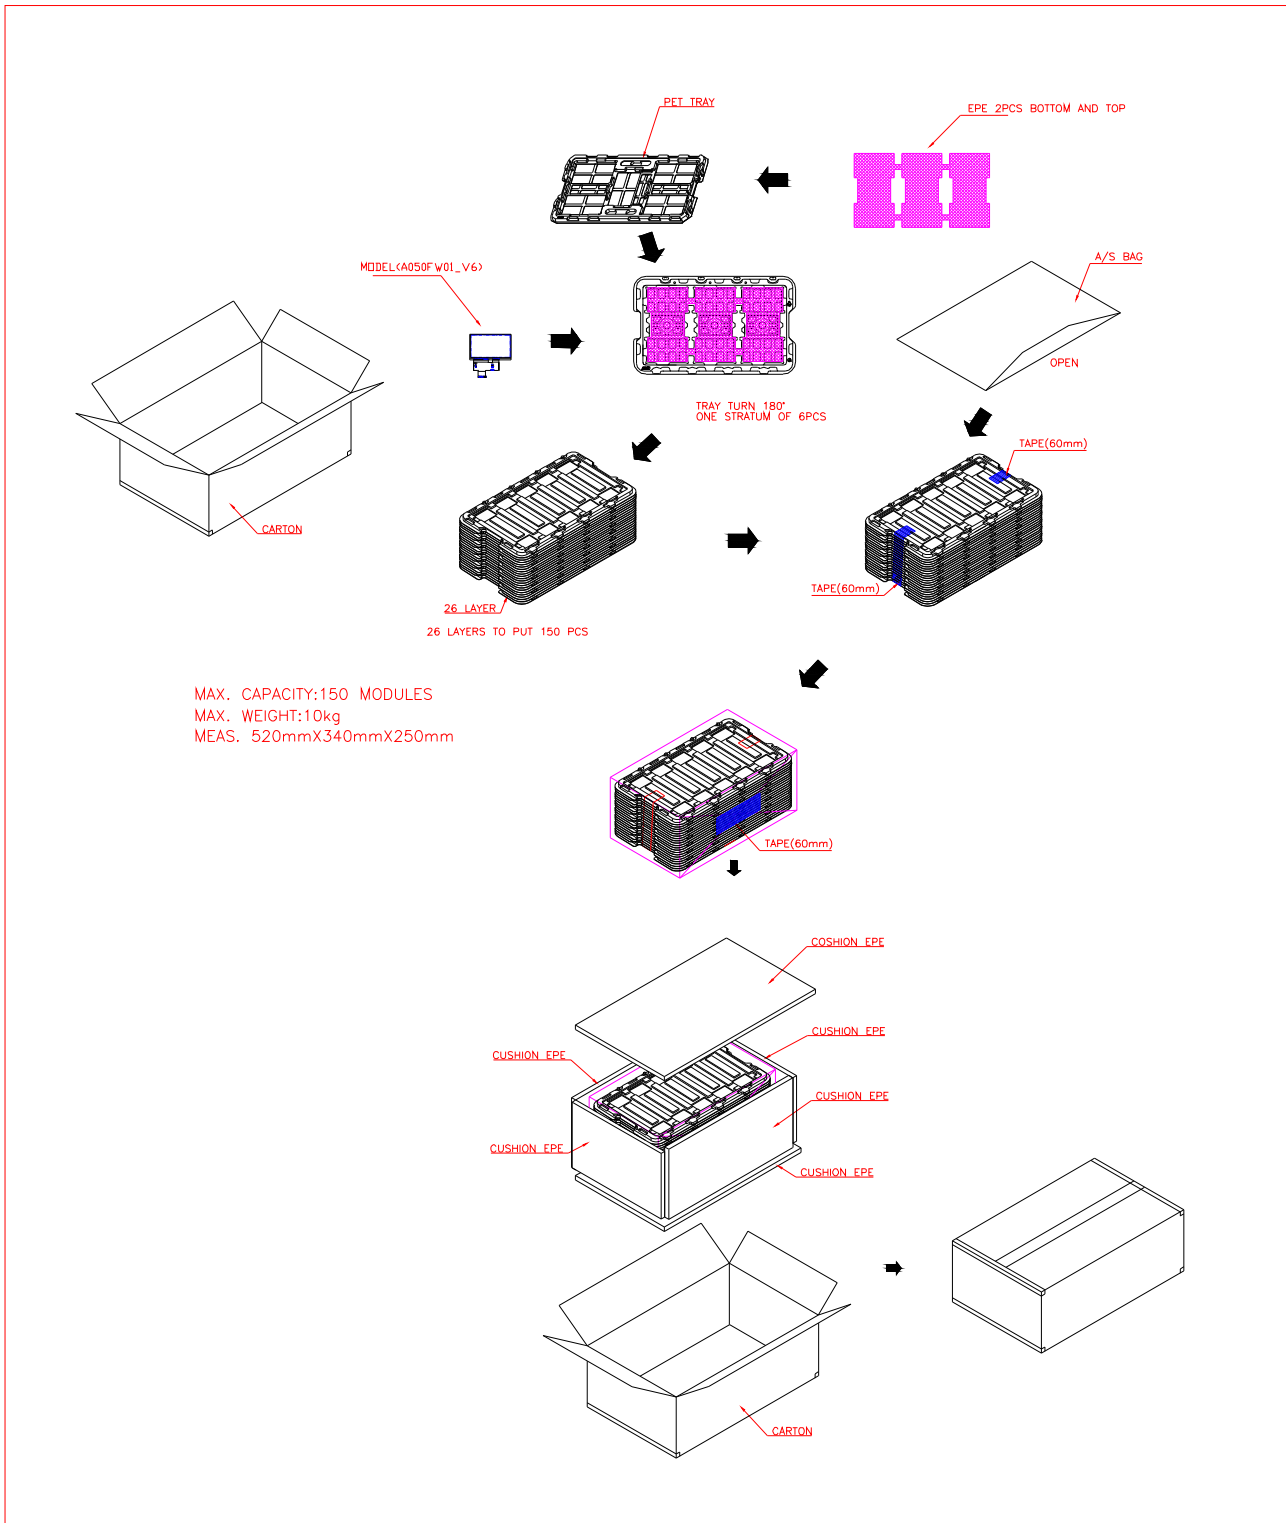 PET TRAY
EPE 2PCS BOTTOM AND TOP
MODEL(A050FW01_V6)
A/S BAG
OPEN
TRAY TURN 180°
ONE STRATUM OF 6PCS
TAPE(60mm)
CARTON
TAPE(60mm)
26 LAYER
26 LAYERS TO PUT 150 PCS
MAX. CAPACITY:150 MODULES
MAX. WEIGHT:10kg
MEAS. 520mmX340mmX250mm
TAPE(60mm)
COSHION EPE
CUSHION EPE
CUSHION EPE
CUSHION EPE
CUSHION EPE
CUSHION EPE
CARTON